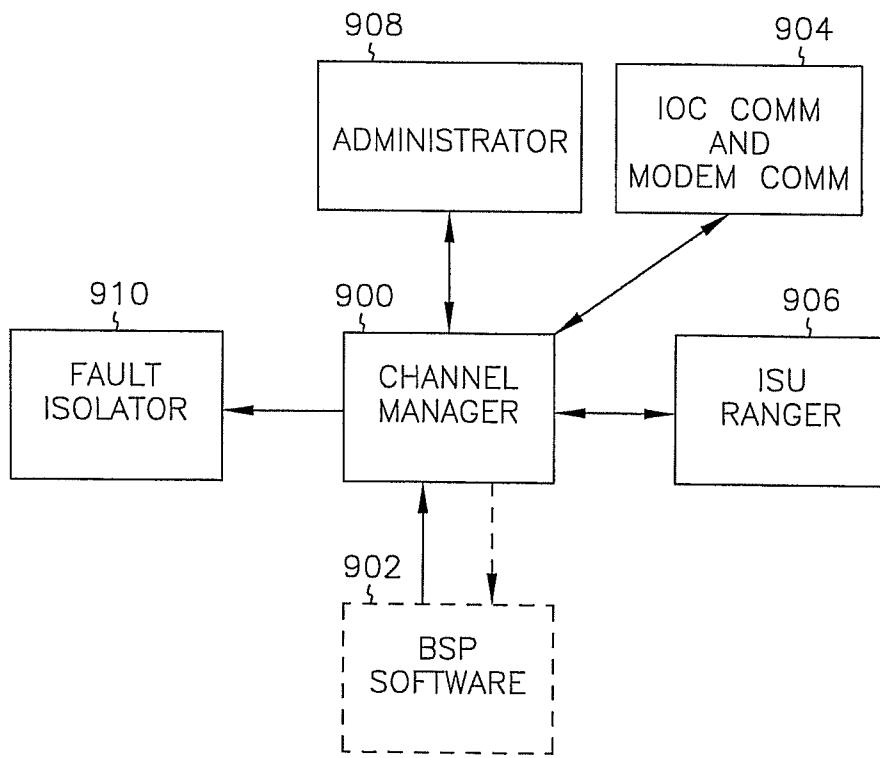 908
ADMINISTRATOR
904
IOC COMM
AND
MODEM COMM
910
FAULT
ISOLATOR
900
CHANNEL
MANAGER
906
ISU
RANGER
902
BSP
SOFTWARE